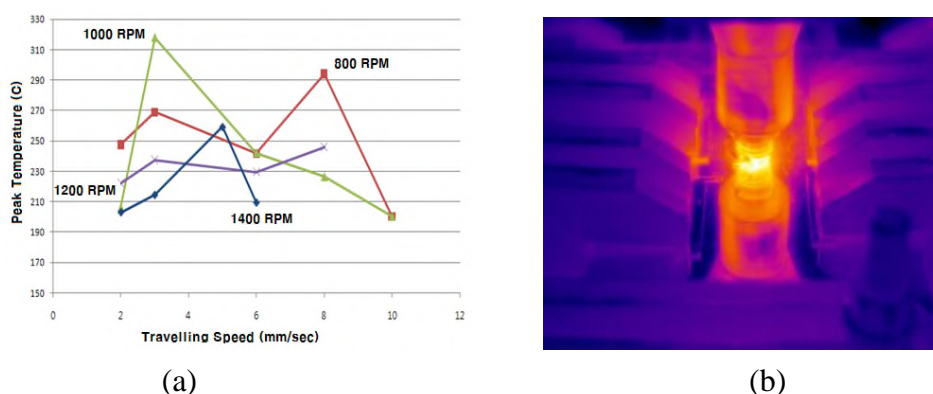 330
310
1000 RPM
800 RPM
290
270
250
230
210
1200 RPM
1400 RPM
190
170
150
0
2
4
6
8
10
12
Peak Temperature (C)
Travelling Speed (mm/sec)
(a)
(b)